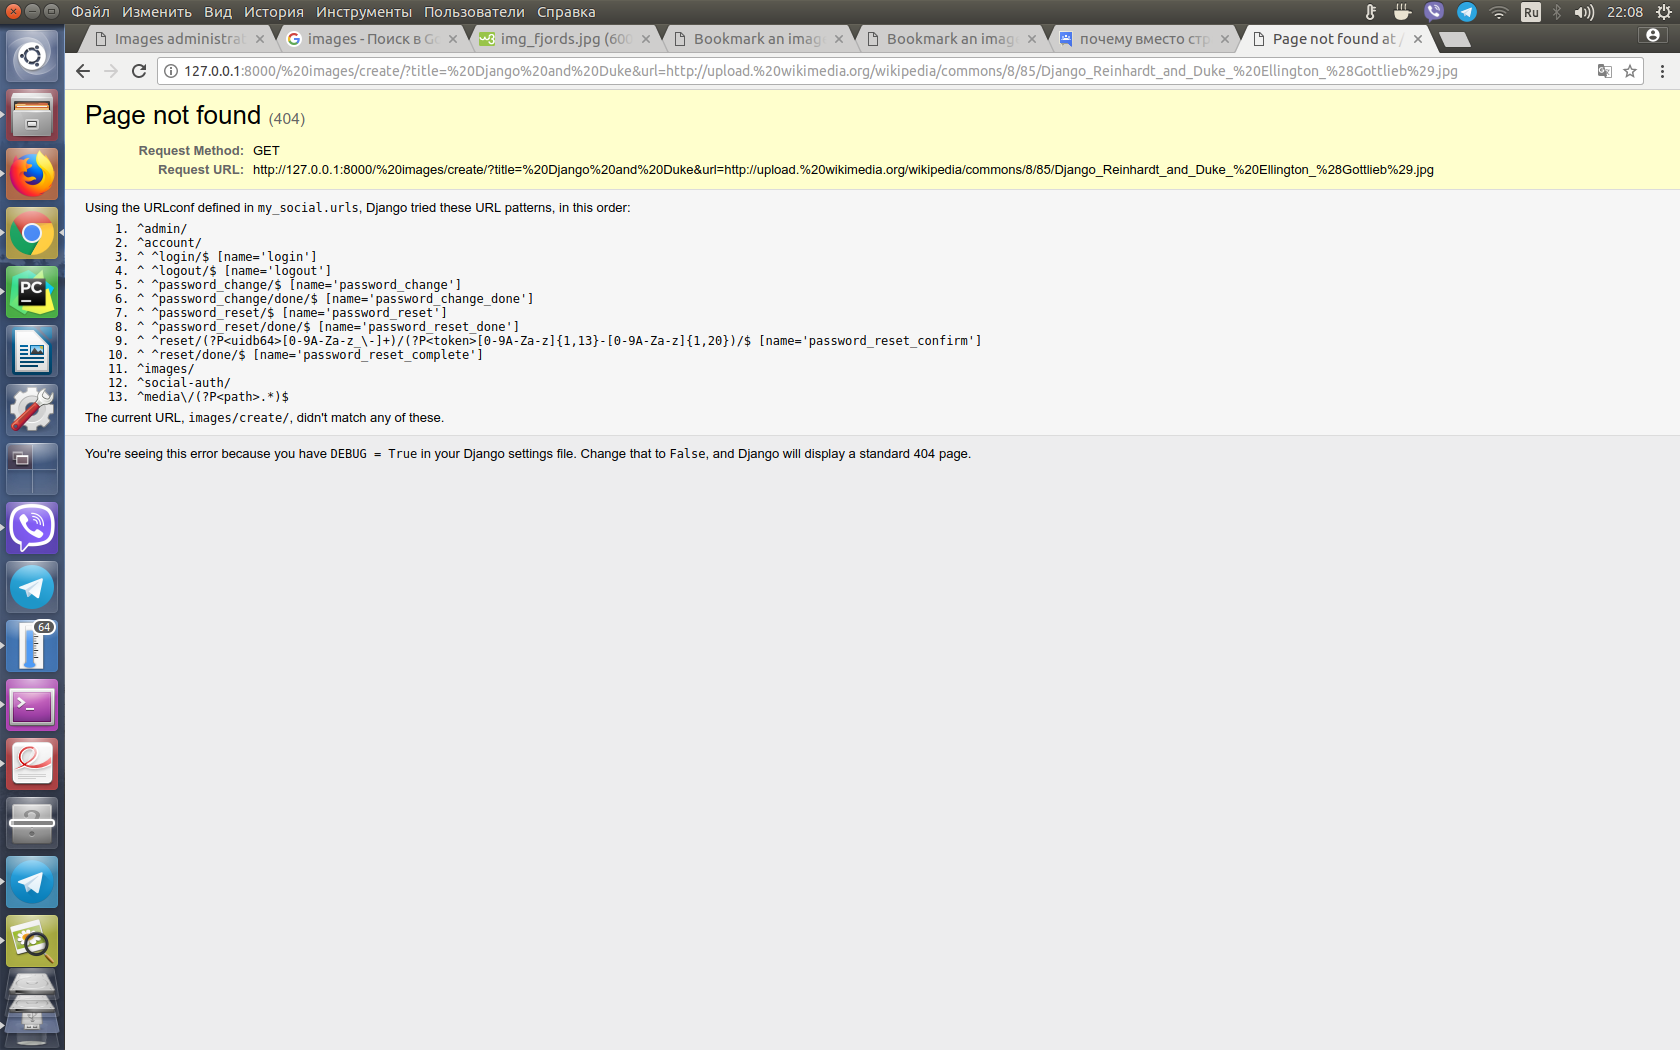 Файл Изменить Вид История Инструменты Пользователи Справка
Ru 22:08
Images administrat
images - Поиск в Go
img_fjords.jpg (600
Bookmark an imag
Bookmark an imag
почему вместо стр
Page not found at /
127.0.0.1:8000/%20images/create/?title=%20Django%20and%20Duke&url=http://upload.%20wikimedia.org/wikipedia/commons/8/85/Django_Reinhardt_and_Duke_%20Ellington_%28Gottlieb%29.jpg
Page not found (404)
Request Method: GET
Request URL: http://127.0.0.1:8000/%20images/create/?title=%20Django%20and%20Duke&url=http://upload.%20wikimedia.org/wikipedia/commons/8/85/Django_Reinhardt_and_Duke_%20Ellington_%28Gottlieb%29.jpg
Using the URLconf defined in my_social.urls, Django tried these URL patterns, in this order:
1. ^admin/
2. ^account/
3. ^ ^login/$ [name='login']
4. ^ ^logout/$ [name='logout']
5. ^ ^password_change/$ [name='password_change']
6. ^ ^password_change/done/$ [name='password_change_done']
7. ^ ^password_reset/$ [name='password_reset']
8. ^ ^password_reset/done/$ [name='password_reset_done']
9. ^ ^reset/(?P<uidb64>[0-9A-Za-z_\-]+)/(?P<token>[0-9A-Za-z]{1,13}-[0-9A-Za-z]{1,20})/$ [name='password_reset_confirm']
10. ^ ^reset/done/$ [name='password_reset_complete']
11. ^images/
12. ^social-auth/
13. ^media\/(?P<path>.*)$
The current URL, images/create/, didn't match any of these.
You're seeing this error because you have DEBUG = True in your Django settings file. Change that to False, and Django will display a standard 404 page.
PC
64